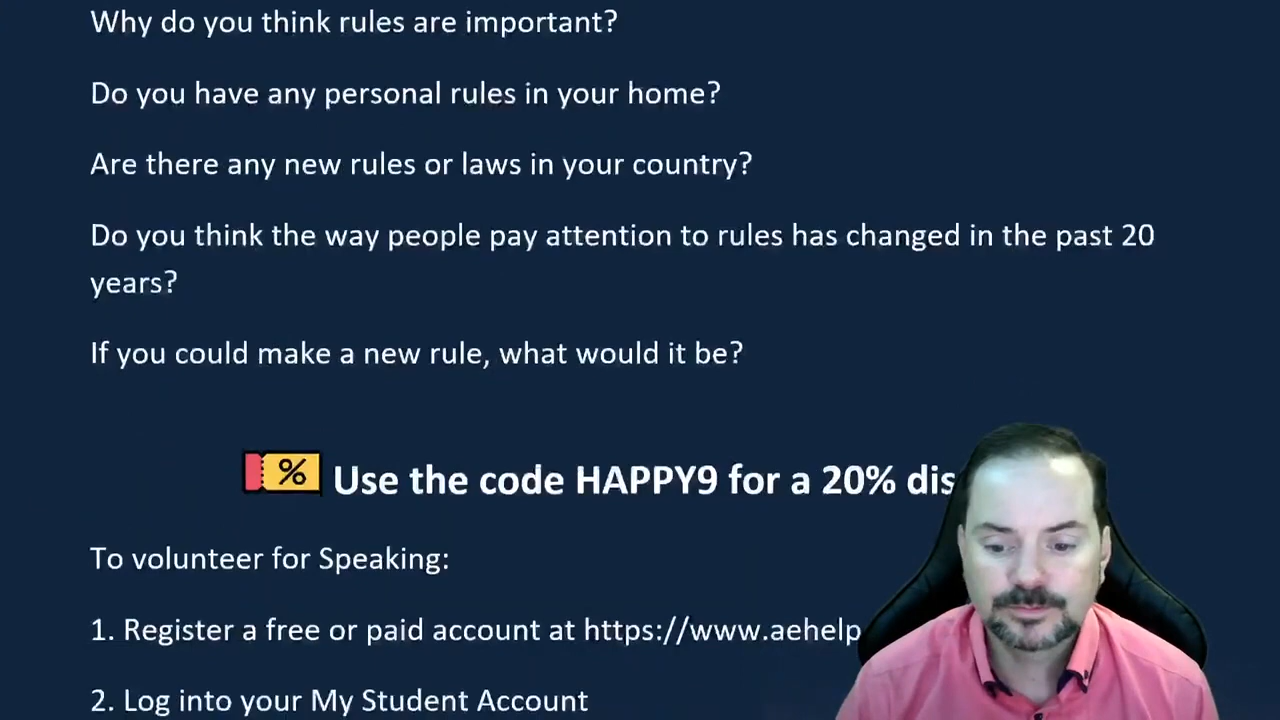 Why do you think rules are important?
Do you have any personal rules in your home?
Are there any new rules or laws in your country?
Do you think the way people pay attention to rules has changed in the past 20
years?
If you could make a new rule, what would it be?
% Use the code HAPPY9 for a 20% dis
To volunteer for Speaking:
1. Register a free or paid account at https://www.aehelp
2. Log into your My Student Account